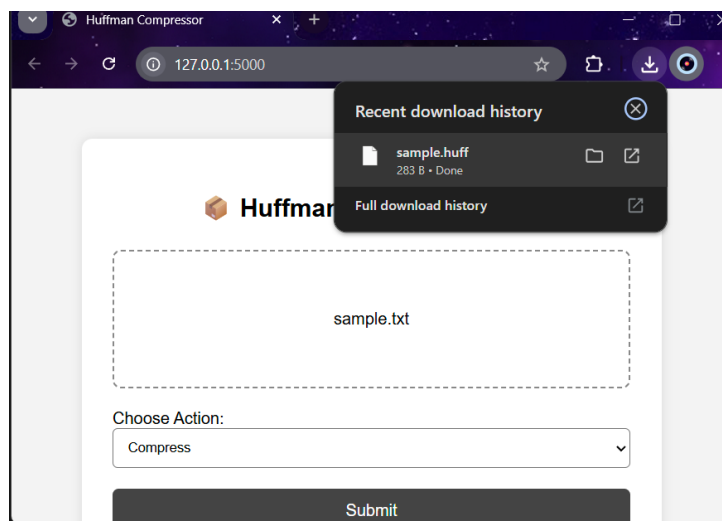 Huffman Compressor
127.0.0.1:5000
Recent download history
sample.huff
283 B • Done
Full download history
Huffman
sample.txt
Choose Action:
Compress
Submit